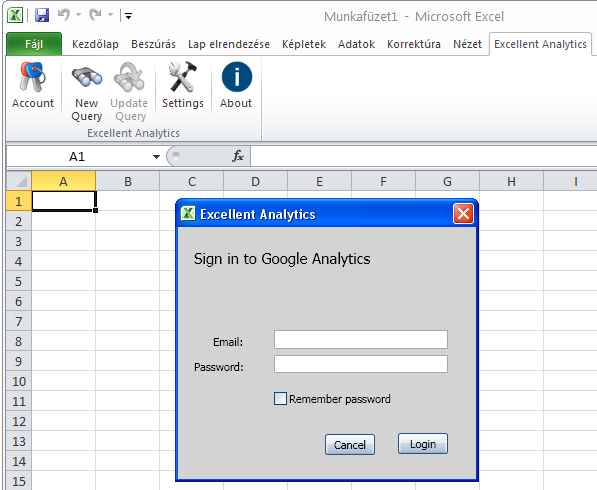 Munkafüzet1 - Microsoft Excel
Fájl Kezdőlap Beszúrás Lap elrendezése Képletek Adatok Korrektúra Nézet Excellent Analytics
Account New Query Update Query Settings About
Excellent Analytics
A1 fx
A B C D E F G H I
1
2
3
4
5
6
7
8
9
10
11
12
13
14
15
Excellent Analytics
Sign in to Google Analytics
Email:
Password:
Remember password
Cancel Login